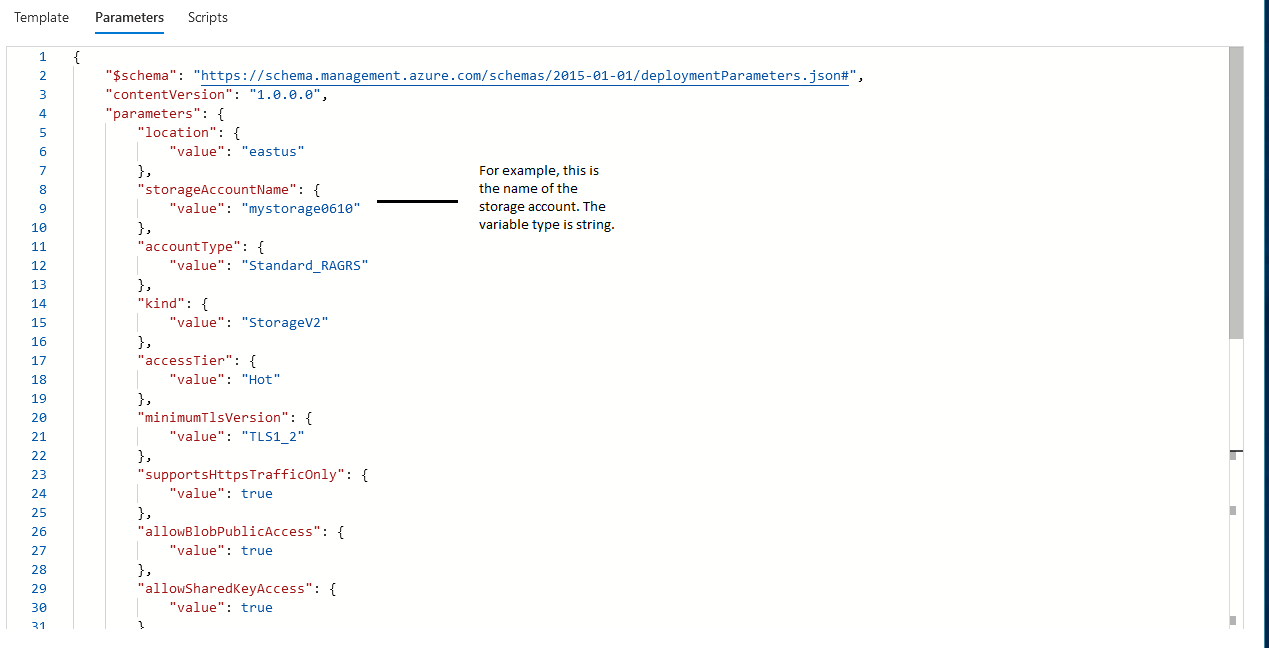 Template Parameters Scripts
1 {
2 "$schema": "https://schema.management.azure.com/schemas/2015-01-01/deploymentParameters.json#",
3 "contentVersion": "1.0.0.0",
4 "parameters": {
5 "location": {
6 "value": "eastus"
7 },
8 "storageAccountName": {
9 "value": "mystorage0610"
10 },
11 "accountType": {
12 "value": "Standard_RAGRS"
13 },
14 "kind": {
15 "value": "StorageV2"
16 },
17 "accessTier": {
18 "value": "Hot"
19 },
20 "minimumTlsVersion": {
21 "value": "TLS1_2"
22 },
23 "supportsHttpsTrafficOnly": {
24 "value": true
25 },
26 "allowBlobPublicAccess": {
27 "value": true
28 },
29 "allowSharedKeyAccess": {
30 "value": true
31 }
For example, this is
the name of the
storage account. The
variable type is string.